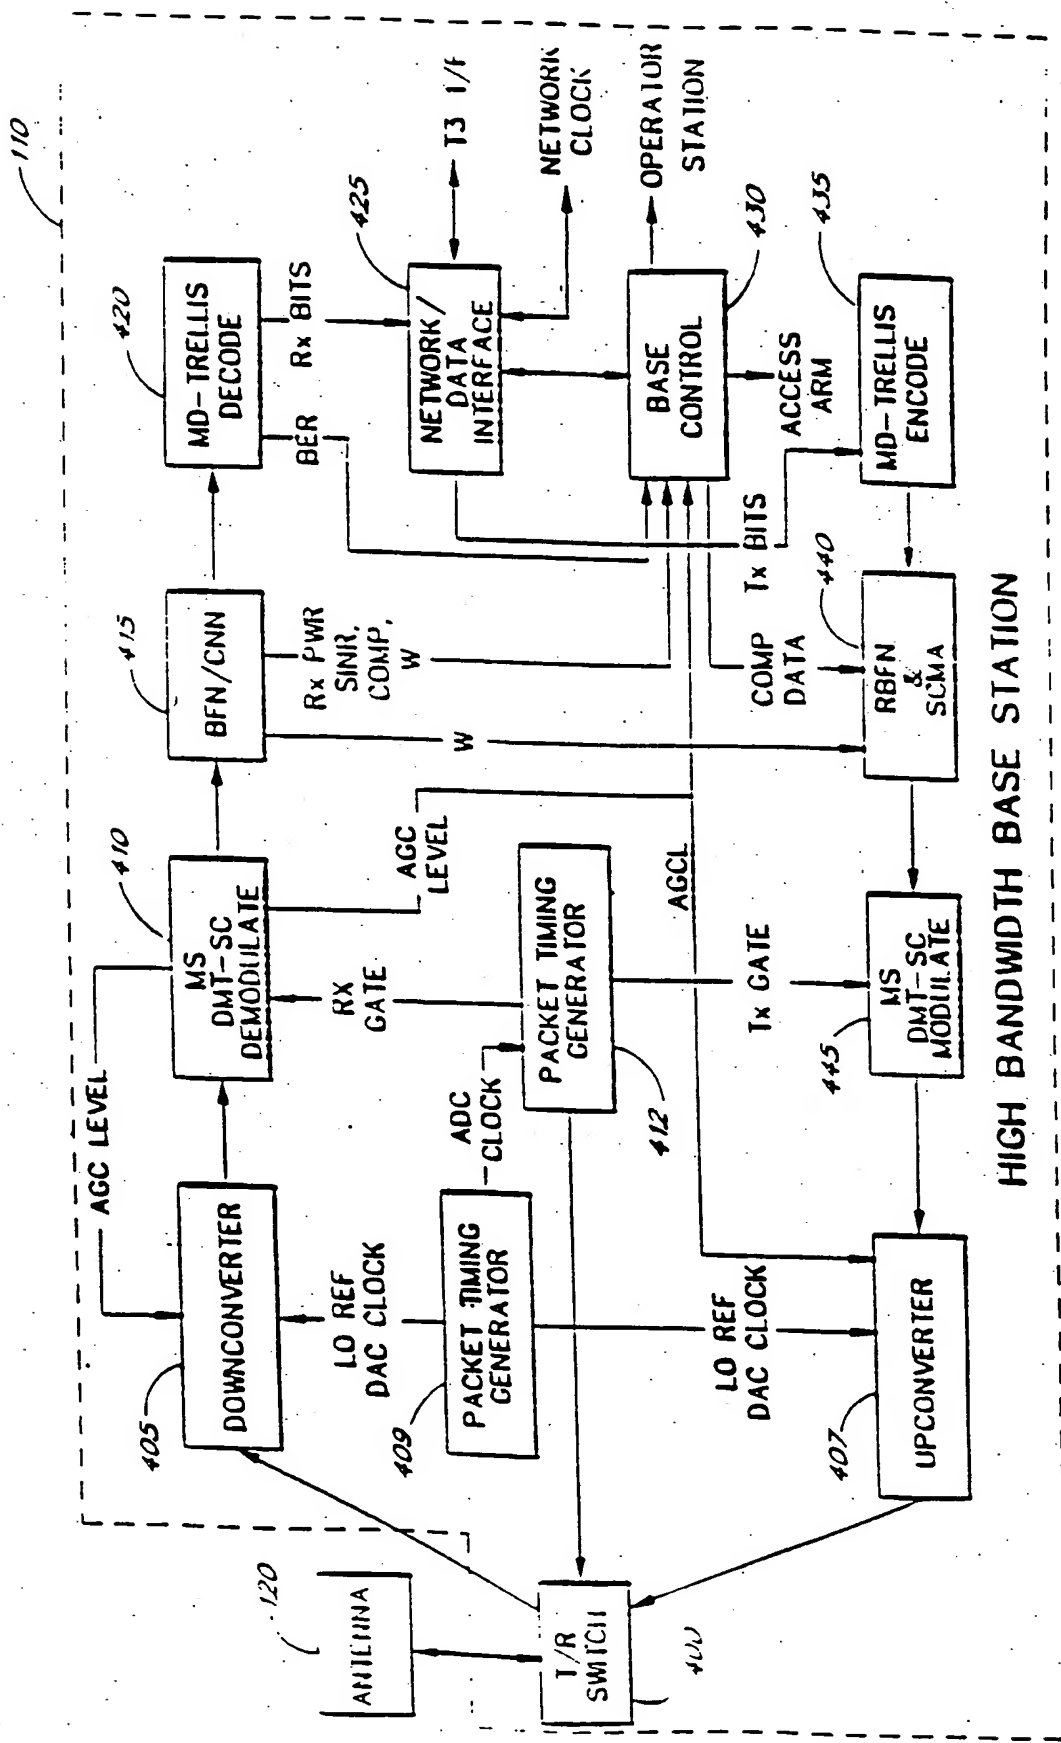 110
AGC LEVEL
405
DOWNCONVERTER
410
MS
DMT-SC
DEMODULATE
415
BFN/CNN
420
MD-TRELLIS
DECODE
120
ANTENNA
LO REF
DAC CLOCK
RX
GATE
AGC
LEVEL
W
Rx PWR
SINR,
COMP,
W
BER
Rx BITS
425
NETWORK/
DATA
INTERFACE
T3 I/F
NETWORK
CLOCK
409
PACKET TIMING
GENERATOR
ADC
CLOCK
PACKET TIMING
GENERATOR
412
T/R
SWITCH
400
BASE
CONTROL
430
OPERATOR
STATION
LO REF
DAC CLOCK
AGCL
Tx GATE
COMP
DATA
Tx BITS
ACCESS
ARM
407
UPCONVERTER
445
MS
DMT-SC
MODULATE
440
RBFN
&
SCMA
435
MD-TRELLIS
ENCODE
HIGH BANDWIDTH BASE STATION